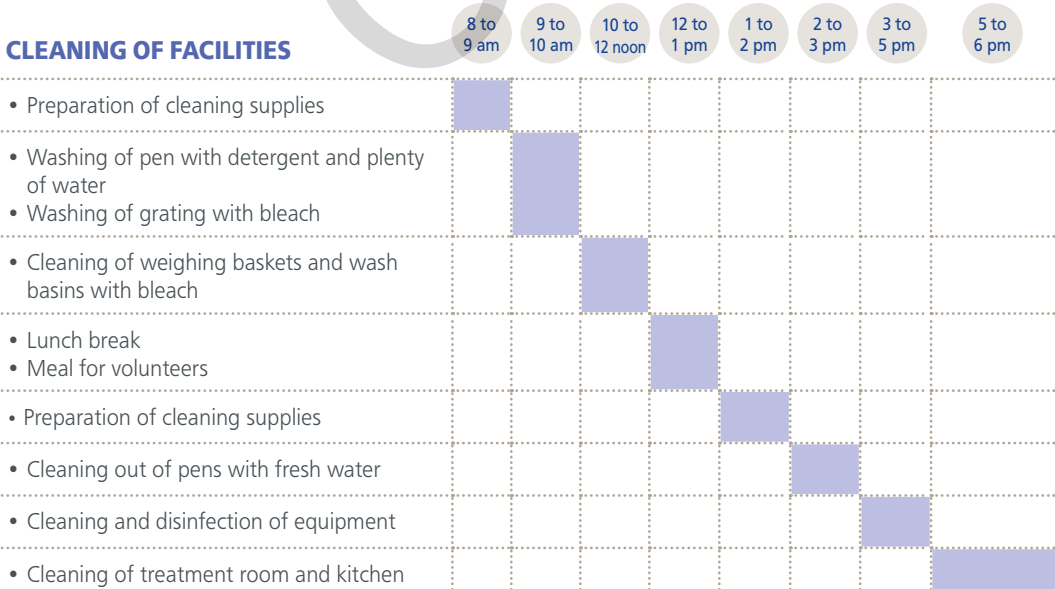 8 to 9 to 10 to 12 to 1 to 2 to 3 to 5 to
CLEANING OF FACILITIES 9 am 10 am 12 noon 1 pm 2 pm 3 pm 5 pm 6 pm
• Preparation of cleaning supplies
• Washing of pen with detergent and plenty
of water
• Washing of grating with bleach
• Cleaning of weighing baskets and wash
basins with bleach
• Lunch break
• Meal for volunteers
• Preparation of cleaning supplies
• Cleaning out of pens with fresh water
• Cleaning and disinfection of equipment
• Cleaning of treatment room and kitchen